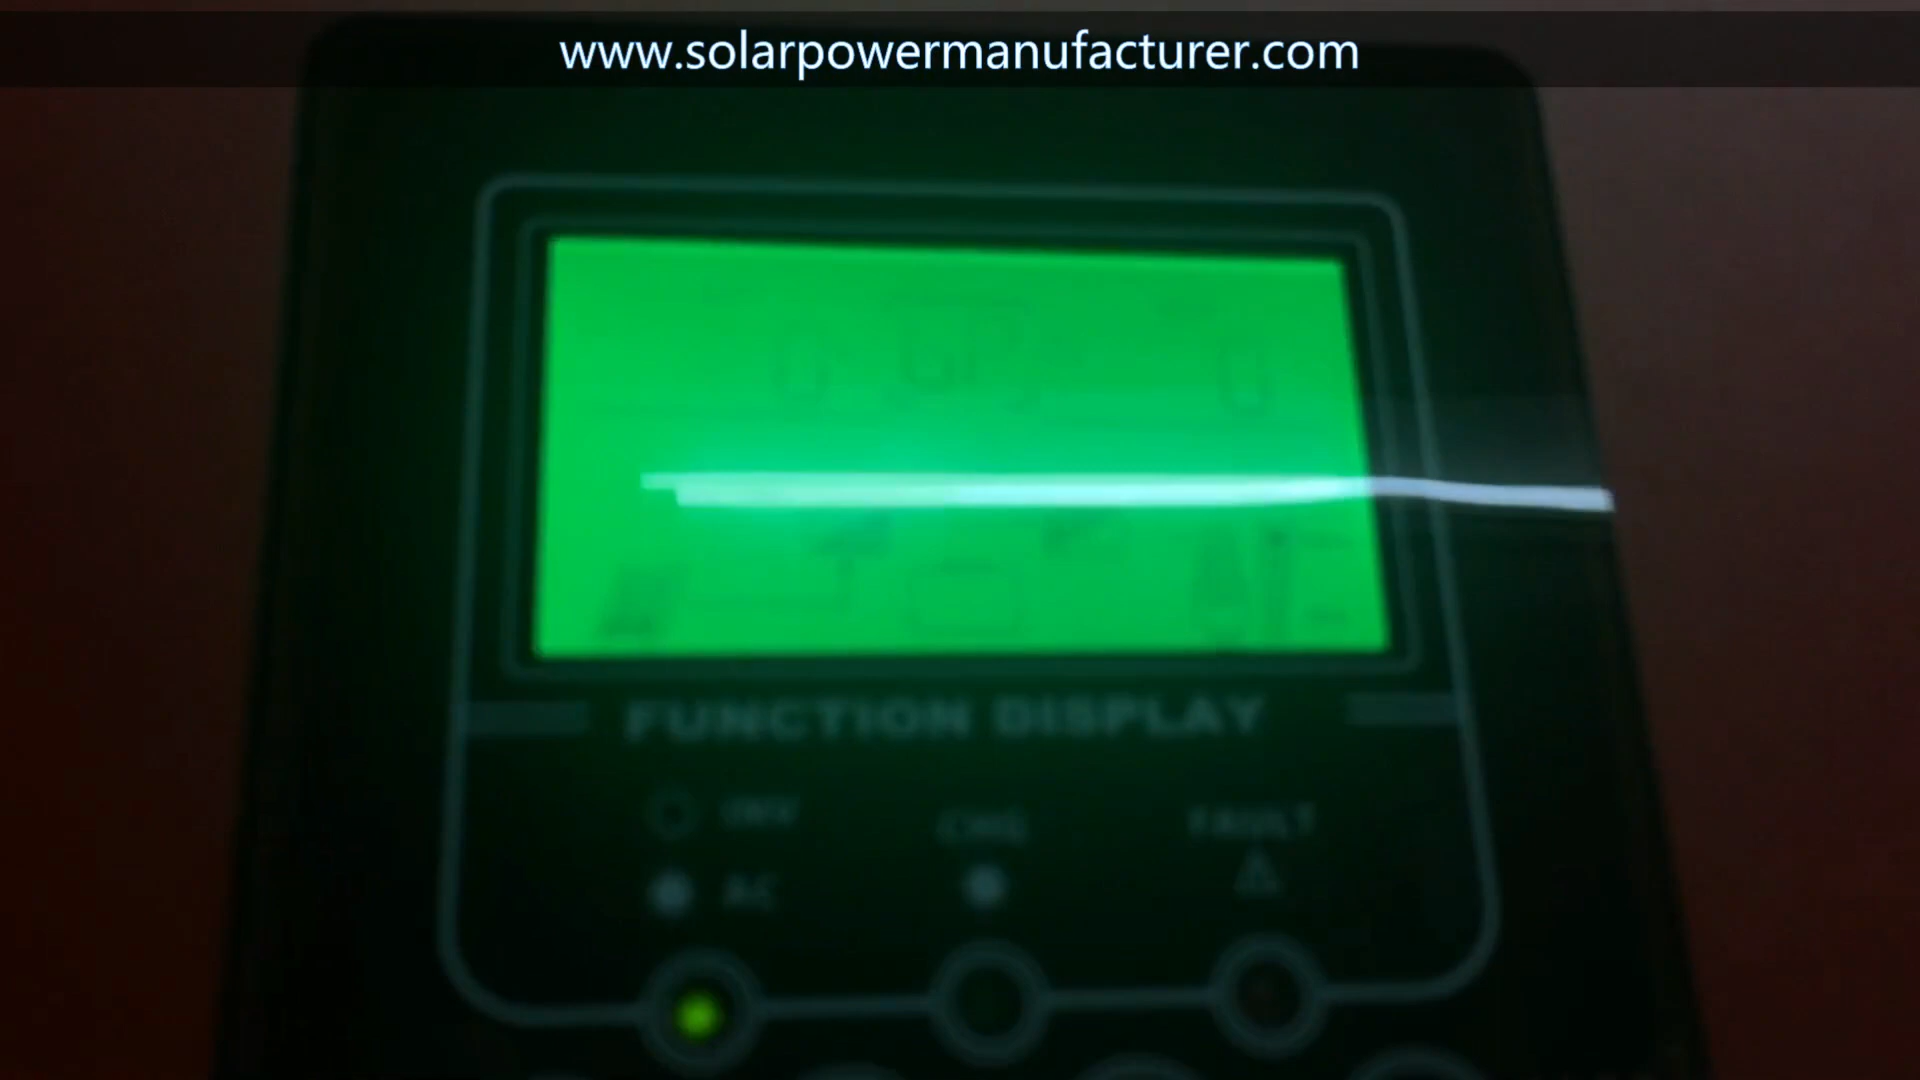 www.solarpowermanufacturer.com
FUNCTION DISPLAY
INV
CHG
FAULT
AC